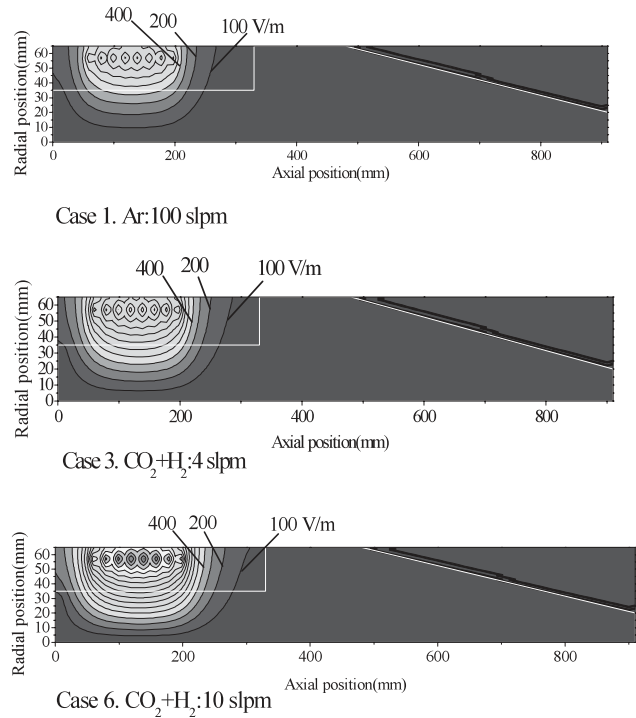 400
200
100 V/m
Radial position(mm)
60
50
40
30
20
10
0
0 200 400 600 800
Axial position(mm)
Case 1. Ar:100 slpm
400
200
100 V/m
Radial position(mm)
60
50
40
30
20
10
0
0 200 400 600 800
Axial position(mm)
Case 3. CO2+H2:4 slpm
400 200 100 V/m
Radial position(mm)
60
50
40
30
20
10
0
0 200 400 600 800
Axial position(mm)
Case 6. CO2+H2:10 slpm